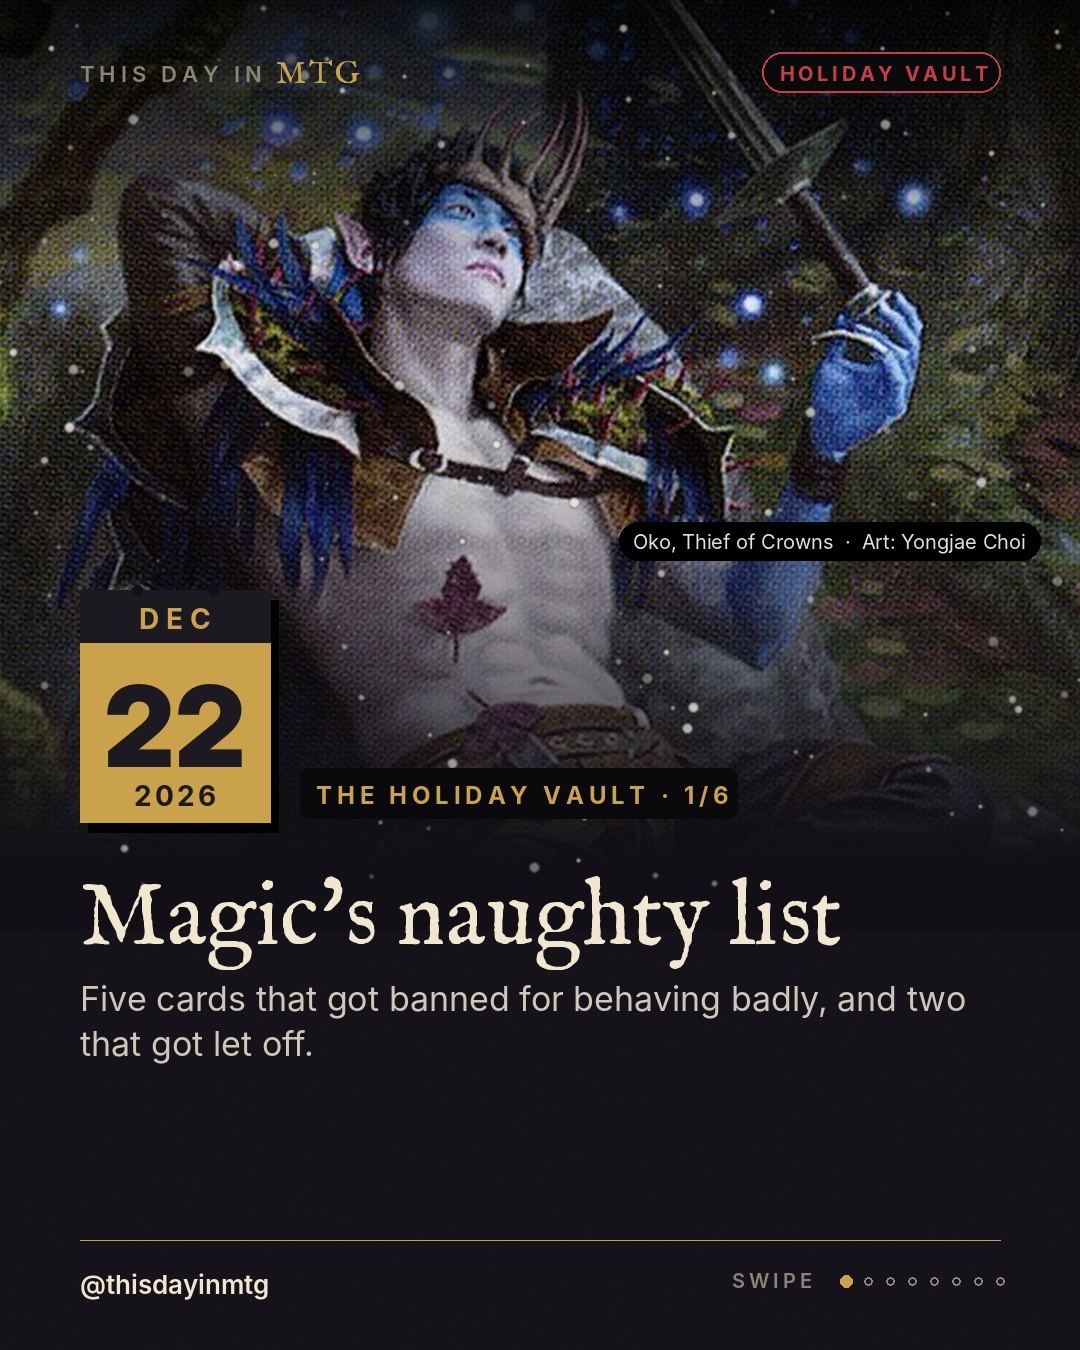 THIS DAY IN MTG
HOLIDAY VAULT
Oko, Thief of Crowns · Art: Yongjae Choi
DEC
22
2026
THE HOLIDAY VAULT · 1/6
Magic’s naughty list
Five cards that got banned for behaving badly, and two
that got let off.
@thisdayinmtg
SWIPE